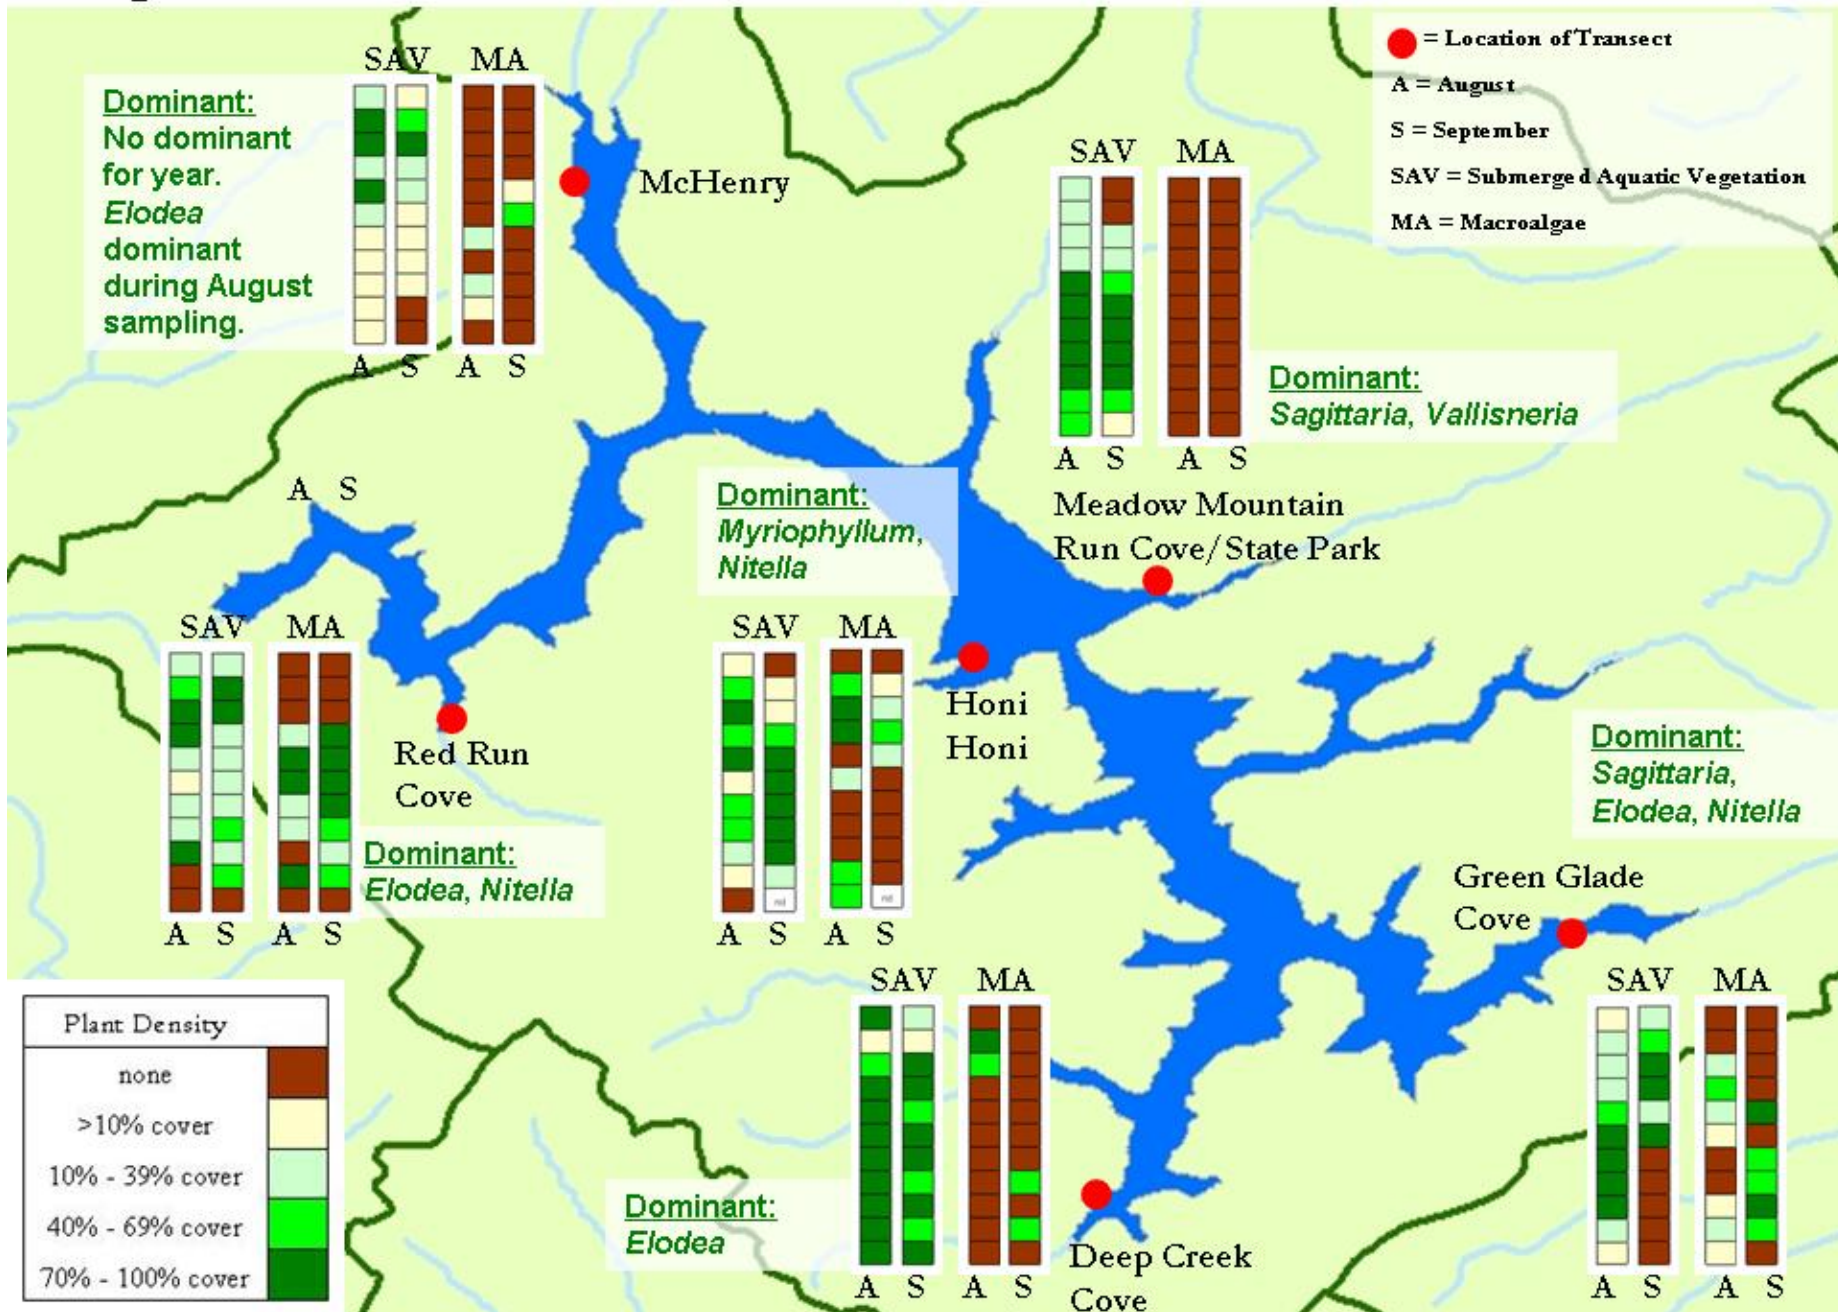 = Location of Transect
A = August
S = September
SAV = Submerged Aquatic Vegetation
MA = Macroalgae
SAV MA
Dominant:
No dominant
for year.
Elodea
dominant
during August
sampling.
A S A S
McHenry
SAV MA
A S A S
Dominant:
Sagittaria, Vallisneria
Meadow Mountain
Run Cove/State Park
A S
Dominant:
Myriophyllum,
Nitella
SAV MA
nd nd
A S A S
Honi
Honi
SAV MA
A S A S
Red Run
Cove
Dominant:
Elodea, Nitella
Dominant:
Sagittaria,
Elodea, Nitella
Green Glade
Cove
SAV MA
A S A S
SAV MA
A S A S
Dominant:
Elodea
Deep Creek
Cove
Plant Density
none
>10% cover
10% - 39% cover
40% - 69% cover
70% - 100% cover